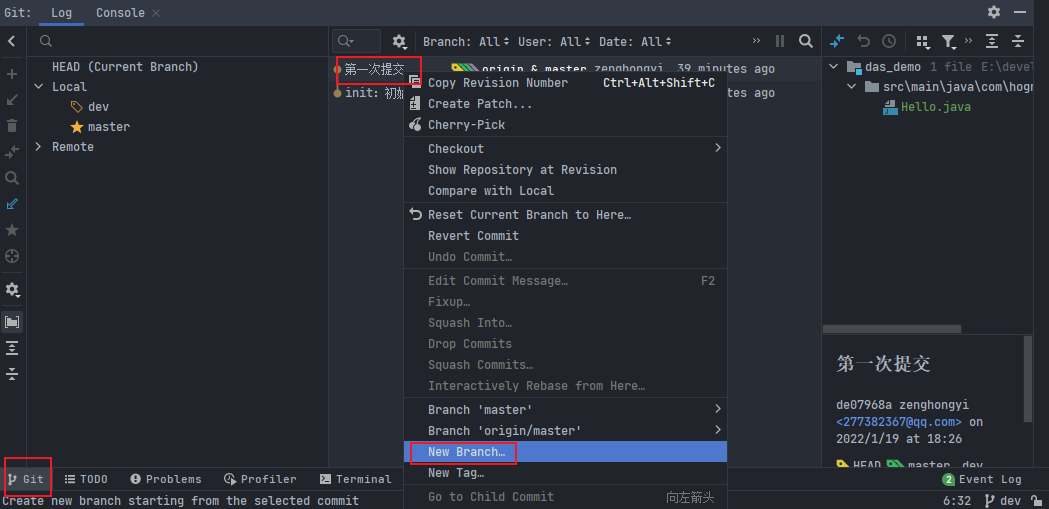 Git: Log Console
Branch: All User: All Date: All
HEAD (Current Branch)
Local
dev
master
Remote
第一次提交 origin & master zenghongyi 39 minutes ago
init: 初 tes ago
Copy Revision Number Ctrl+Alt+Shift+C
Create Patch...
Cherry-Pick
Checkout
Show Repository at Revision
Compare with Local
Reset Current Branch to Here…
Revert Commit
Undo Commit…
Edit Commit Message… F2
Fixup…
Squash Into…
Drop Commits
Squash Commits…
Interactively Rebase from Here…
Branch 'master'
Branch 'origin/master'
New Branch…
New Tag…
Go to Child Commit 向左箭头
das_demo 1 file E:\devel
src\main\java\com\hogn
Hello.java
第一次提交
de07968a zenghongyi
<277382367@qq.com> on
2022/1/19 at 18:26
HEAD master dev
Git TODO Problems Profiler Terminal 2 Event Log
Create new branch starting from the selected commit 6:32 dev